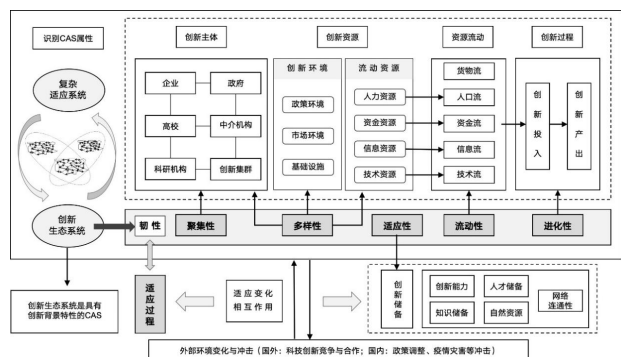 识别CAS属性
创新主体
创新资源
资源流动
创新过程
复杂
适应系统
创新
生态系统
企业
政府
高校
中介机构
科研机构
创新集群
创新环境
政策环境
市场环境
基础设施
流动资源
人力资源
资金资源
信息资源
技术资源
货物流
人口流
资金流
信息流
技术流
创新投入
创新产出
韧性
聚集性
多样性
适应性
流动性
进化性
创新生态系统是具有
创新背景特性的CAS
适应过程
适应变化
相互作用
创新储备
创新能力
人才储备
知识储备
自然资源
网络
连通性
外部环境变化与冲击（国外：科技创新竞争与合作；国内：政策调整、疫情灾害等冲击）